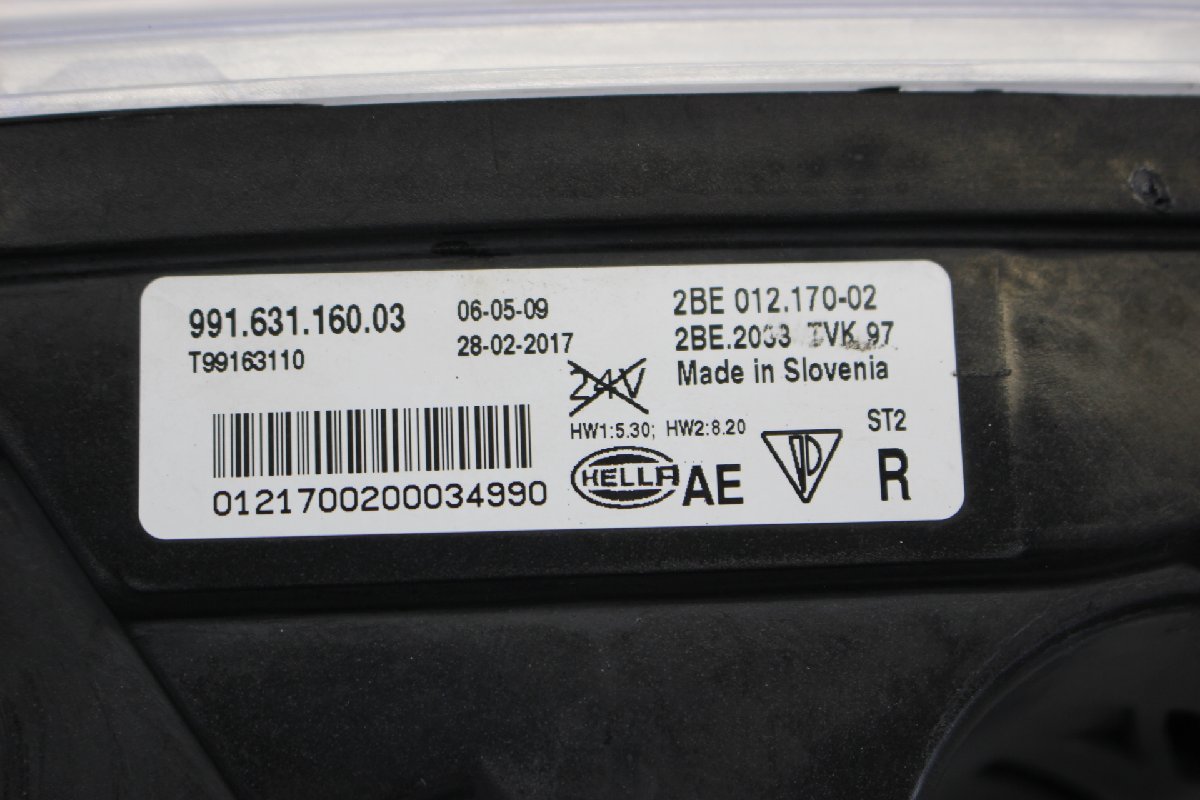 991.631.160.03
T99163110
06-05-09
28-02-2017
24V
2BE 012.170-02
2BE.2033 TVK 97
Made in Slovenia
HW1:5.30; HW2:8.20
0121700200034990
HELLA AE
ST2
R